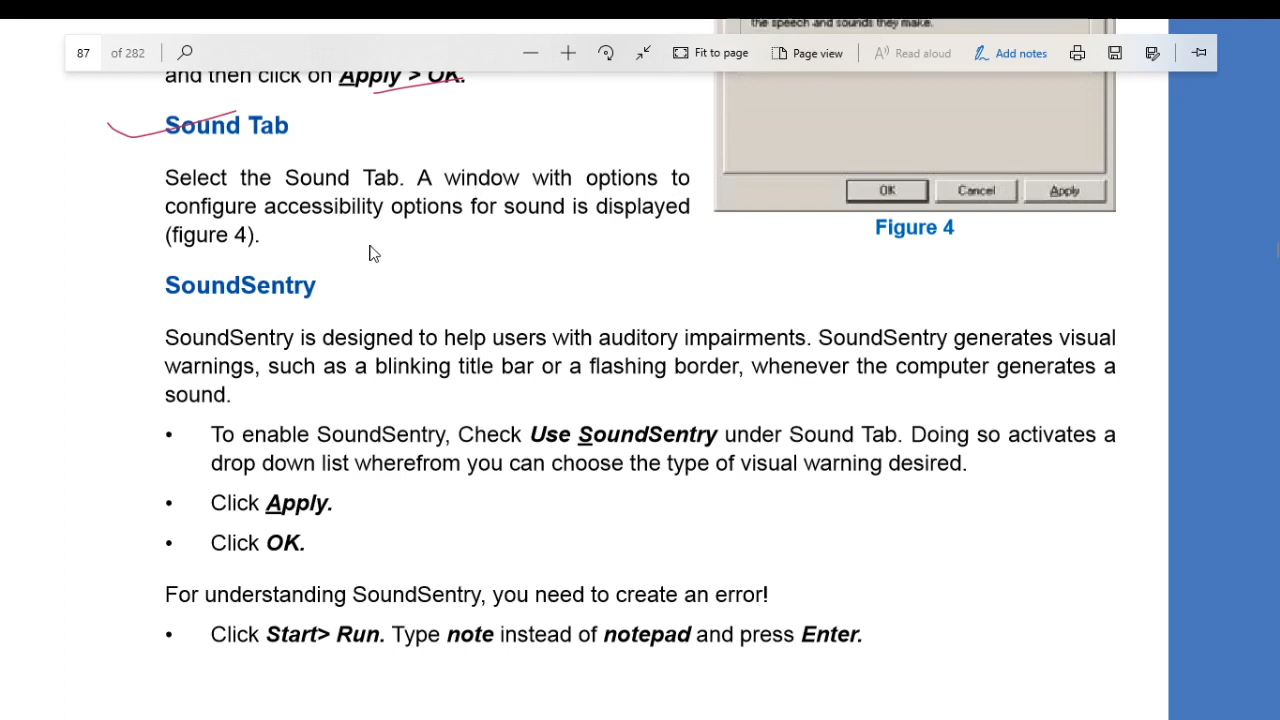 the speech and sounds they make.
87 of 282 Fit to page Page view Read aloud Add notes
and then click on Apply > OK.
Sound Tab
Select the Sound Tab. A window with options to
configure accessibility options for sound is displayed
(figure 4).
OK Cancel Apply
Figure 4
SoundSentry
SoundSentry is designed to help users with auditory impairments. SoundSentry generates visual
warnings, such as a blinking title bar or a flashing border, whenever the computer generates a
sound.
• To enable SoundSentry, Check Use SoundSentry under Sound Tab. Doing so activates a
drop down list wherefrom you can choose the type of visual warning desired.
• Click Apply.
• Click OK.
For understanding SoundSentry, you need to create an error!
• Click Start> Run. Type note instead of notepad and press Enter.